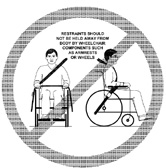 RESTRAINTS SHOULD
NOT BE HELD AWAY FROM
BODY BY WHEELCHAIR
COMPONENTS SUCH
AS ARMRESTS
OR WHEELS